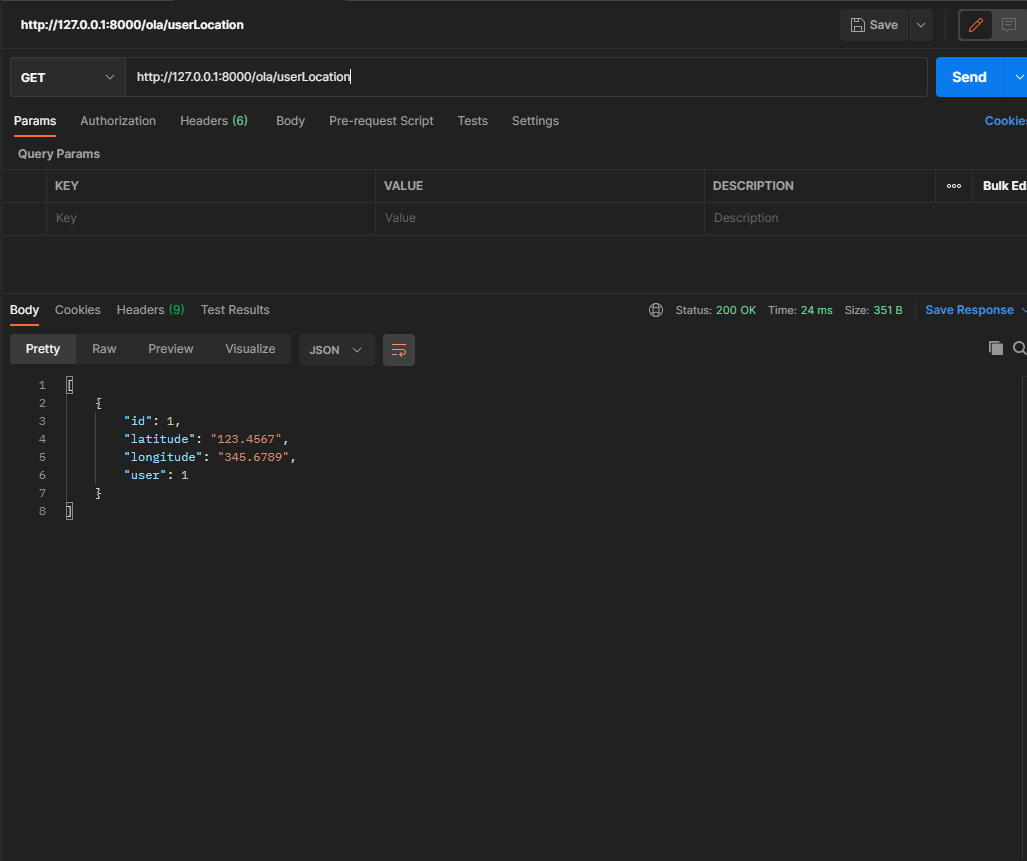 http://127.0.0.1:8000/ola/userLocation
Save
GET
http://127.0.0.1:8000/ola/userLocation
Send
Params Authorization Headers (6) Body Pre-request Script Tests Settings Cookies
Query Params
KEY VALUE DESCRIPTION ooo Bulk Ed
Key Value Description
Body Cookies Headers (9) Test Results Status: 200 OK Time: 24 ms Size: 351 B Save Response
Pretty Raw Preview Visualize JSON
1 [
2 {
3 "id": 1,
4 "latitude": "123.4567",
5 "longitude": "345.6789",
6 "user": 1
7 }
8 ]